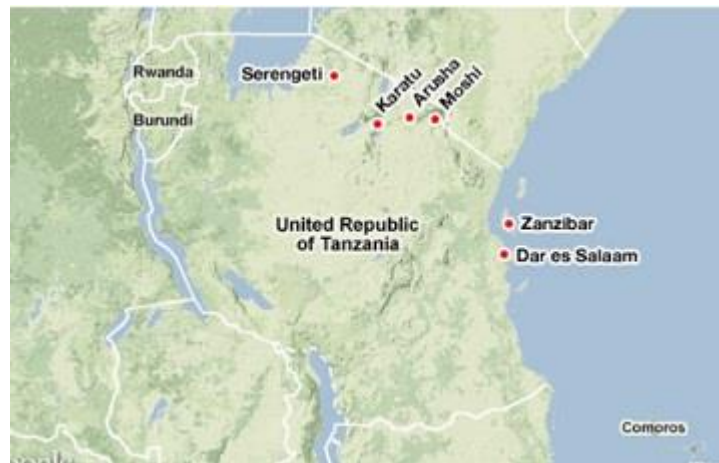 Rwanda
Burundi
Serengeti
Karatu
Arusha
Moshi
United Republic
of Tanzania
Zanzibar
Dar es Salaam
Comoros